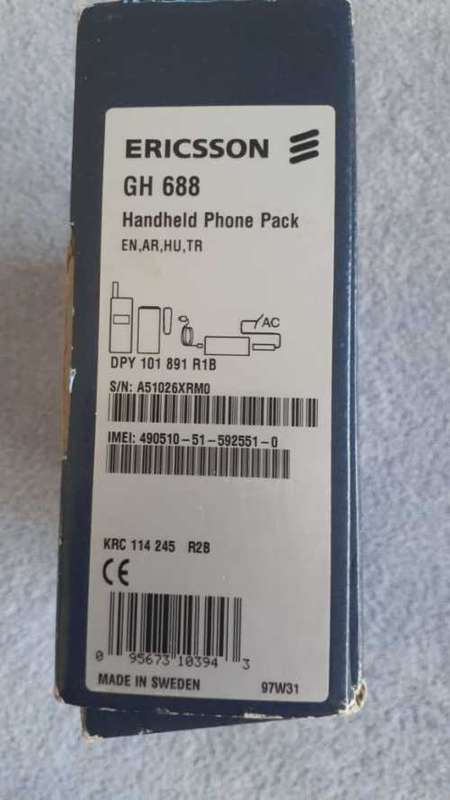 ERICSSON
GH 688
Handheld Phone Pack
EN,AR,HU,TR
AC
DPY 101 891 R1B
S/N: A51026XRM0
IMEI: 490510-51-592551-0
KRC 114 245 R2B
CE
0 95673 10394 3
MADE IN SWEDEN 97W31